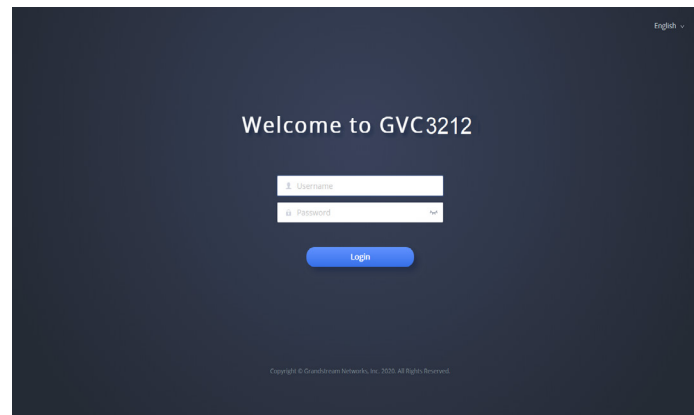 English
Welcome to GVC3212
Username
Password
Login
Copyright © Grandstream Networks, Inc. 2020. All Rights Reserved.